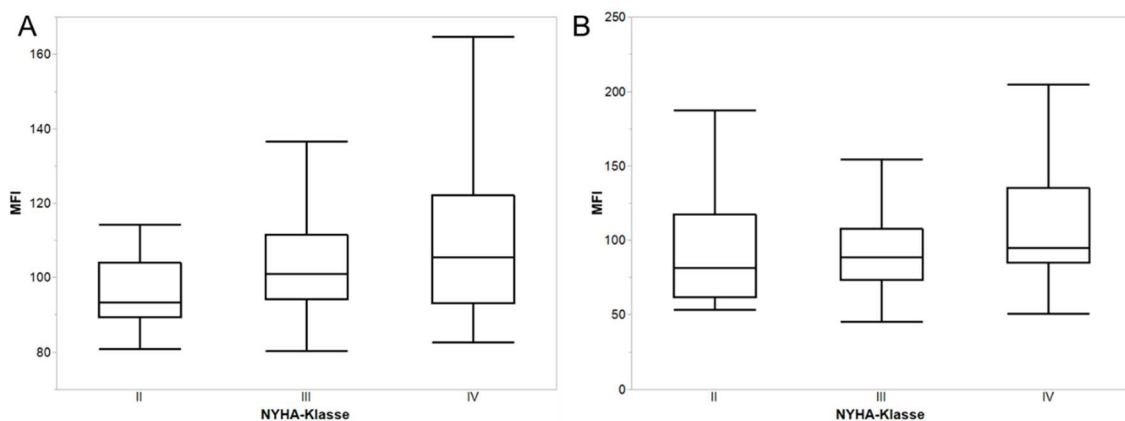 A
MFI
160
140
120
100
80
II III IV
NYHA-Klasse
B
MFI
250
200
150
100
50
0
II III IV
NYHA-Klasse